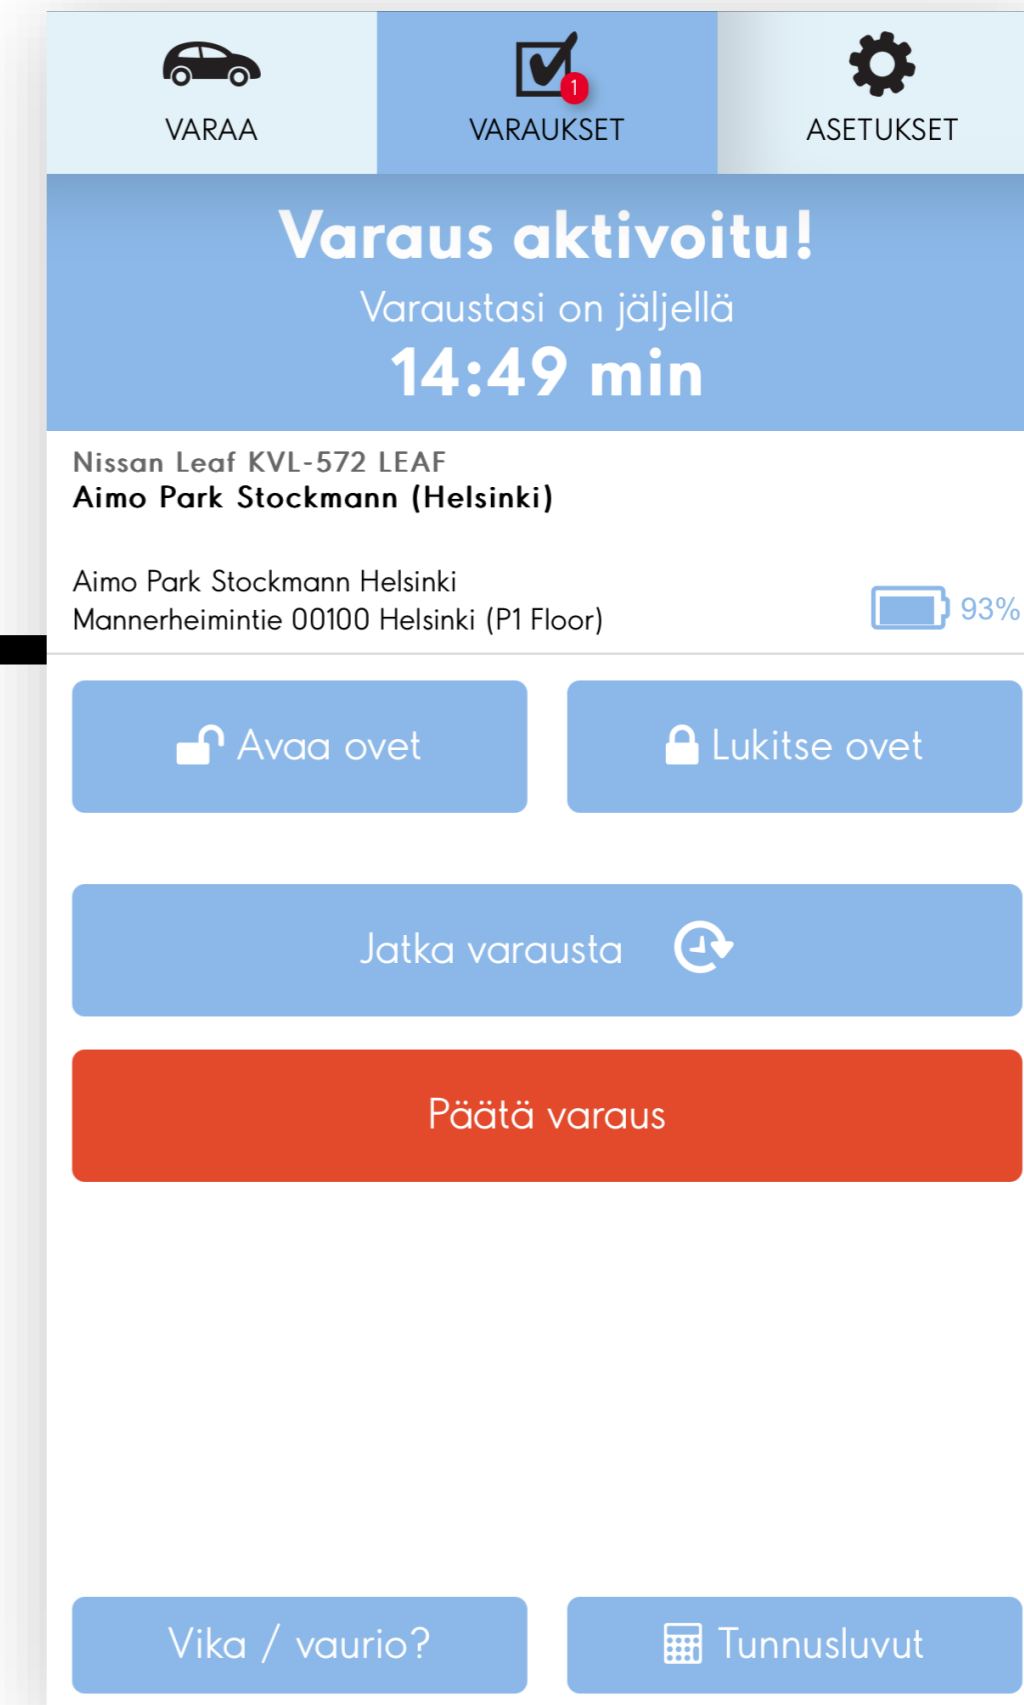 VARAA
VARAUKSET
1
ASETUKSET
Varaus aktivoitu!
Varaustasi on jäljellä
14:49 min
Nissan Leaf KVL-572 LEAF
Aimo Park Stockmann (Helsinki)
Aimo Park Stockmann Helsinki
Mannerheimintie 00100 Helsinki (P1 Floor)
93%
Avaa ovet
Lukitse ovet
Jatka varausta
Päätä varaus
Vika / vaurio?
Tunnusluvut